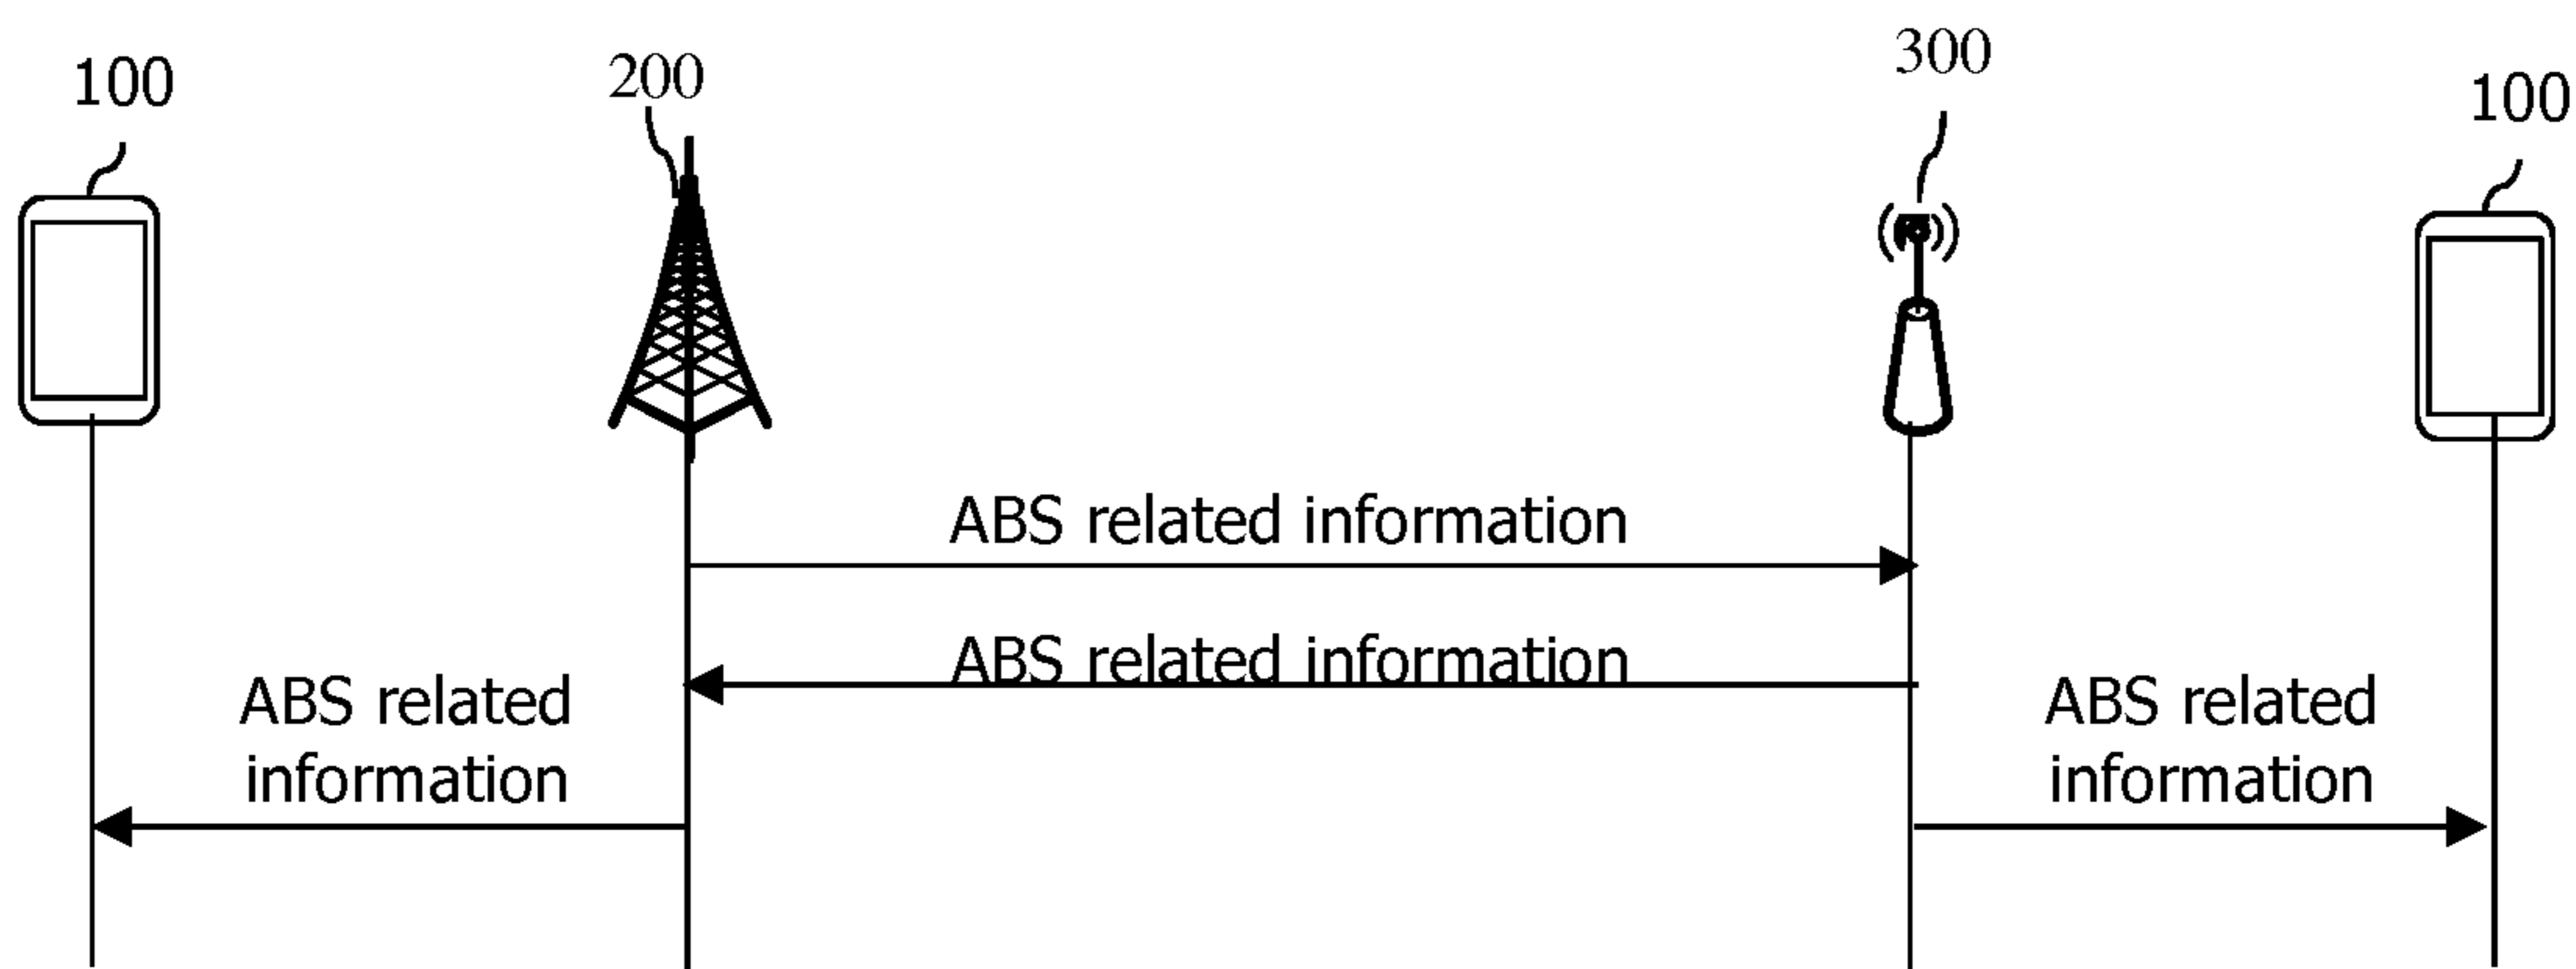 100
200
300
100
ABS related information
ABS related information
ABS related
information
ABS related
information